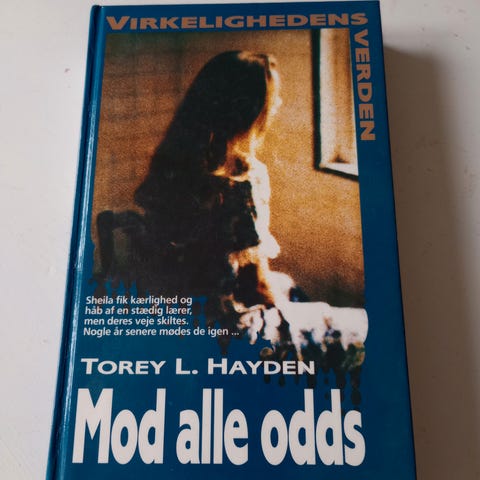 VIRKELIGHEDENS
VERDEN
Sheila fik kærlighed og
håb af en stædig lærer,
men deres veje skiltes.
Nogle år senere mødes de igen ...
TOREY L. HAYDEN
Mod alle odds